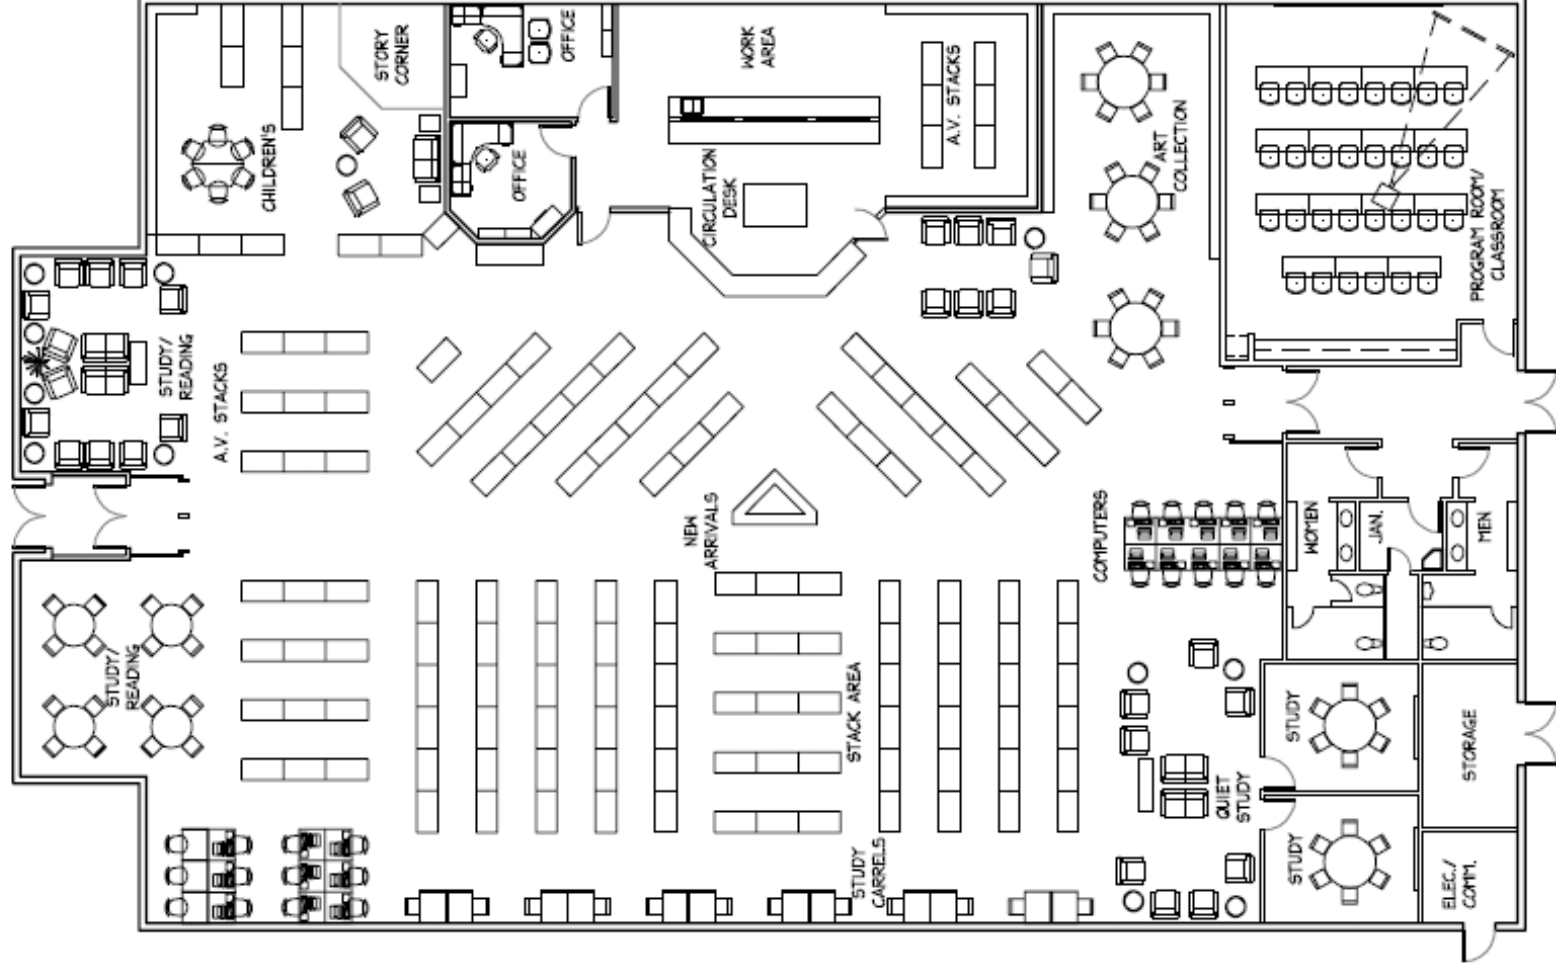 STORY
CORNER
OFFICE
WORK
AREA
A.V. STACKS
ART
COLLECTION
CHILDREN'S
OFFICE
CIRCULATION
DESK
PROGRAM ROOM/
CLASSROOM
STUDY/
READING
A.V. STACKS
NEW
ARRIVALS
COMPUTERS
WOMEN
JAN.
MEN
STUDY/
READING
STACK AREA
QUIET
STUDY
STUDY
STORAGE
STUDY
CARRELS
STUDY
ELEC./
COMM.